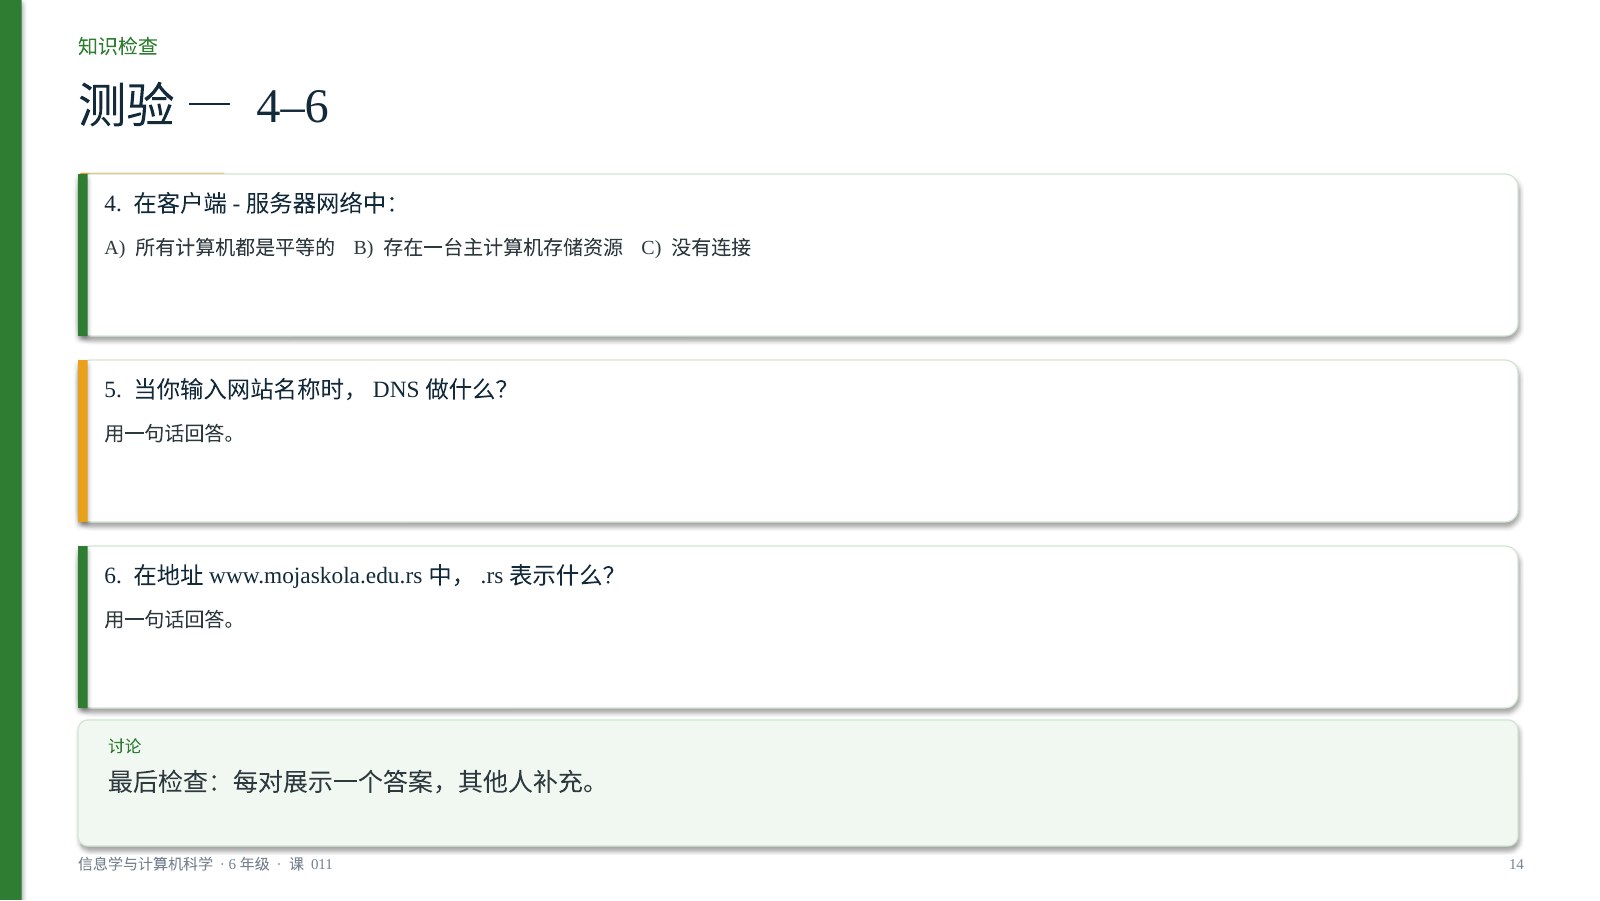 知识检查
测验 — 4–6
4. 在客户端 - 服务器网络中：
A) 所有计算机都是平等的 B) 存在一台主计算机存储资源 C) 没有连接
5. 当你输入网站名称时， DNS 做什么？
用一句话回答。
6. 在地址 www.mojaskola.edu.rs 中， .rs 表示什么？
用一句话回答。
讨论
最后检查：每对展示一个答案，其他人补充。
信息学与计算机科学 · 6 年级 · 课 011
14